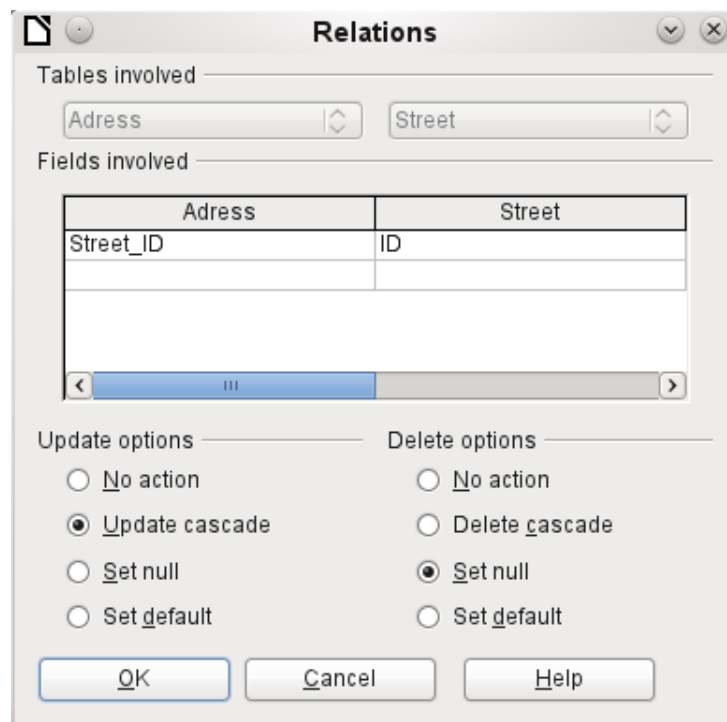 Relations
Tables involved
Adress Street
Fields involved
Adress Street
Street_ID ID
Update options Delete options
No action No action
Update cascade Delete cascade
Set null Set null
Set default Set default
OK Cancel Help